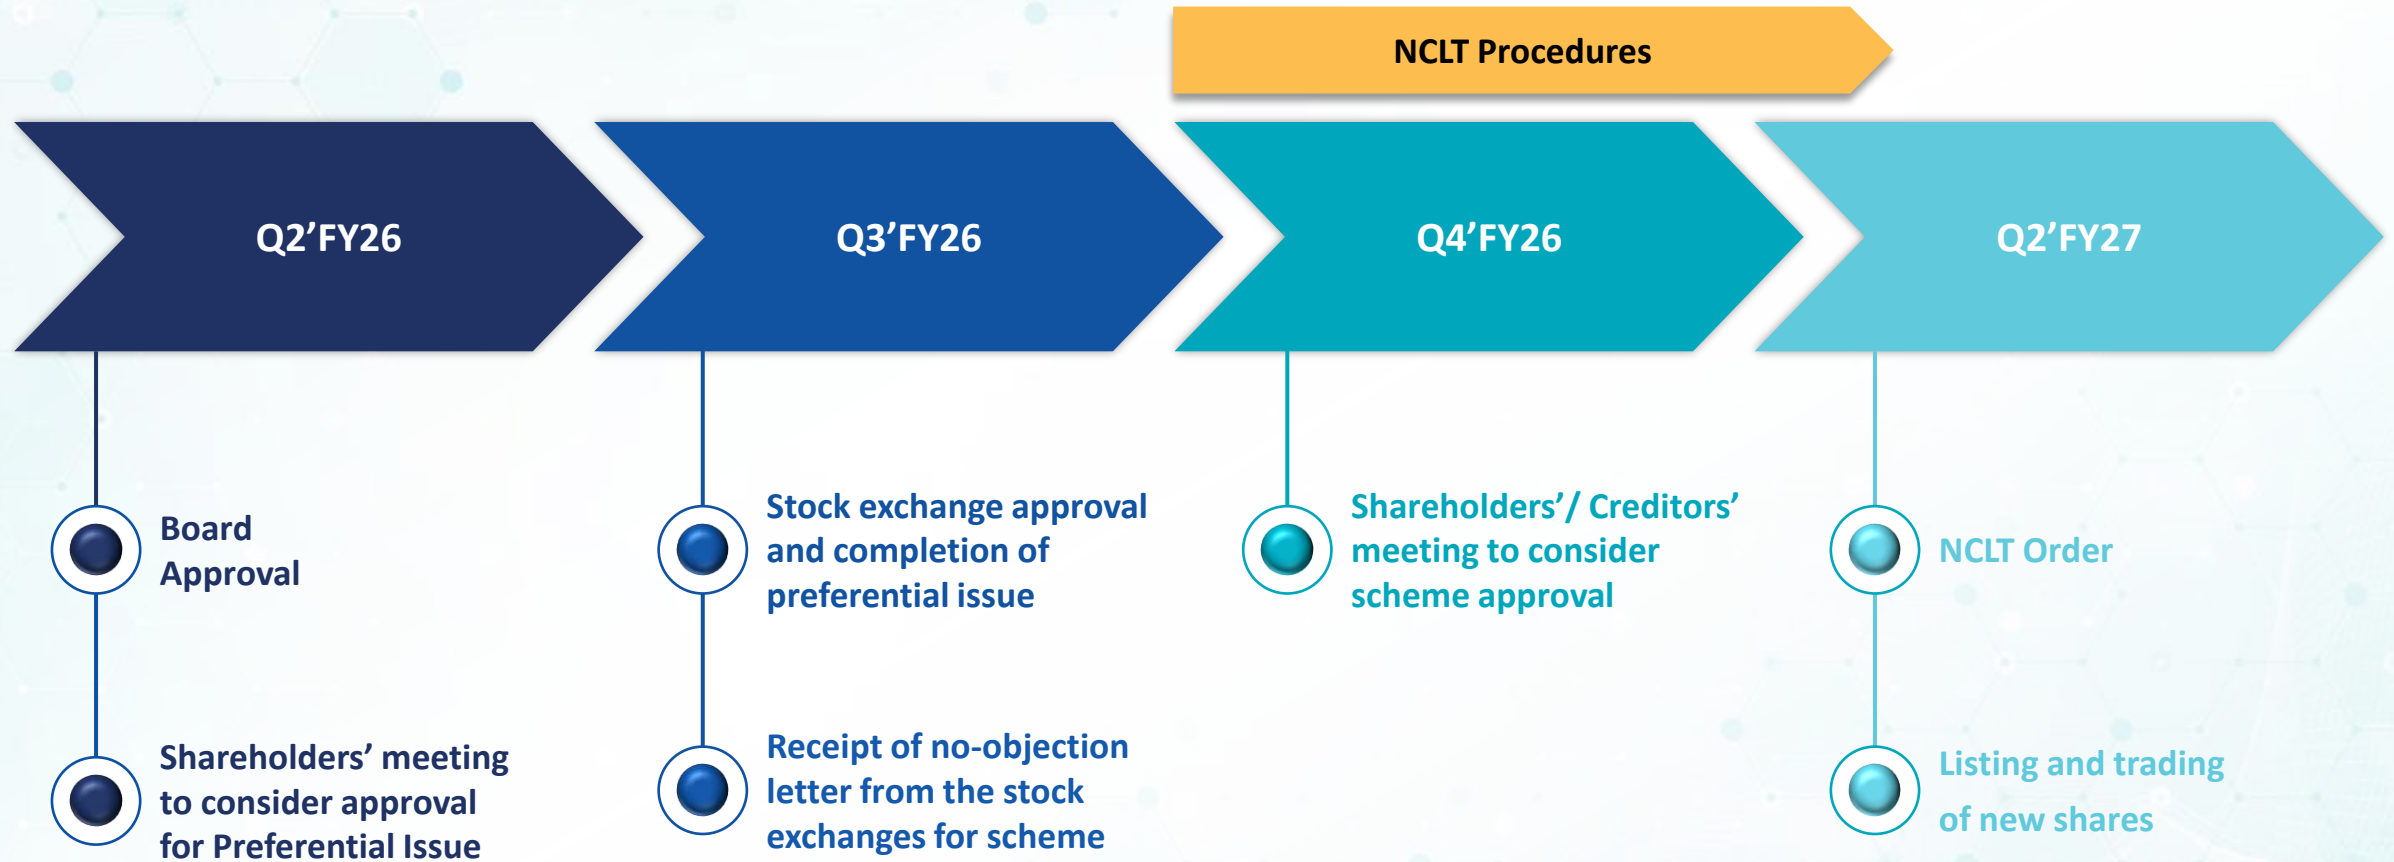 NCLT Procedures
Q2’FY26
Q3’FY26
Q4’FY26
Q2’FY27
Board
Approval
Shareholders’ meeting
to consider approval
for Preferential Issue
Stock exchange approval
and completion of
preferential issue
Receipt of no-objection
letter from the stock
exchanges for scheme
Shareholders’/ Creditors’
meeting to consider
scheme approval
NCLT Order
Listing and trading
of new shares